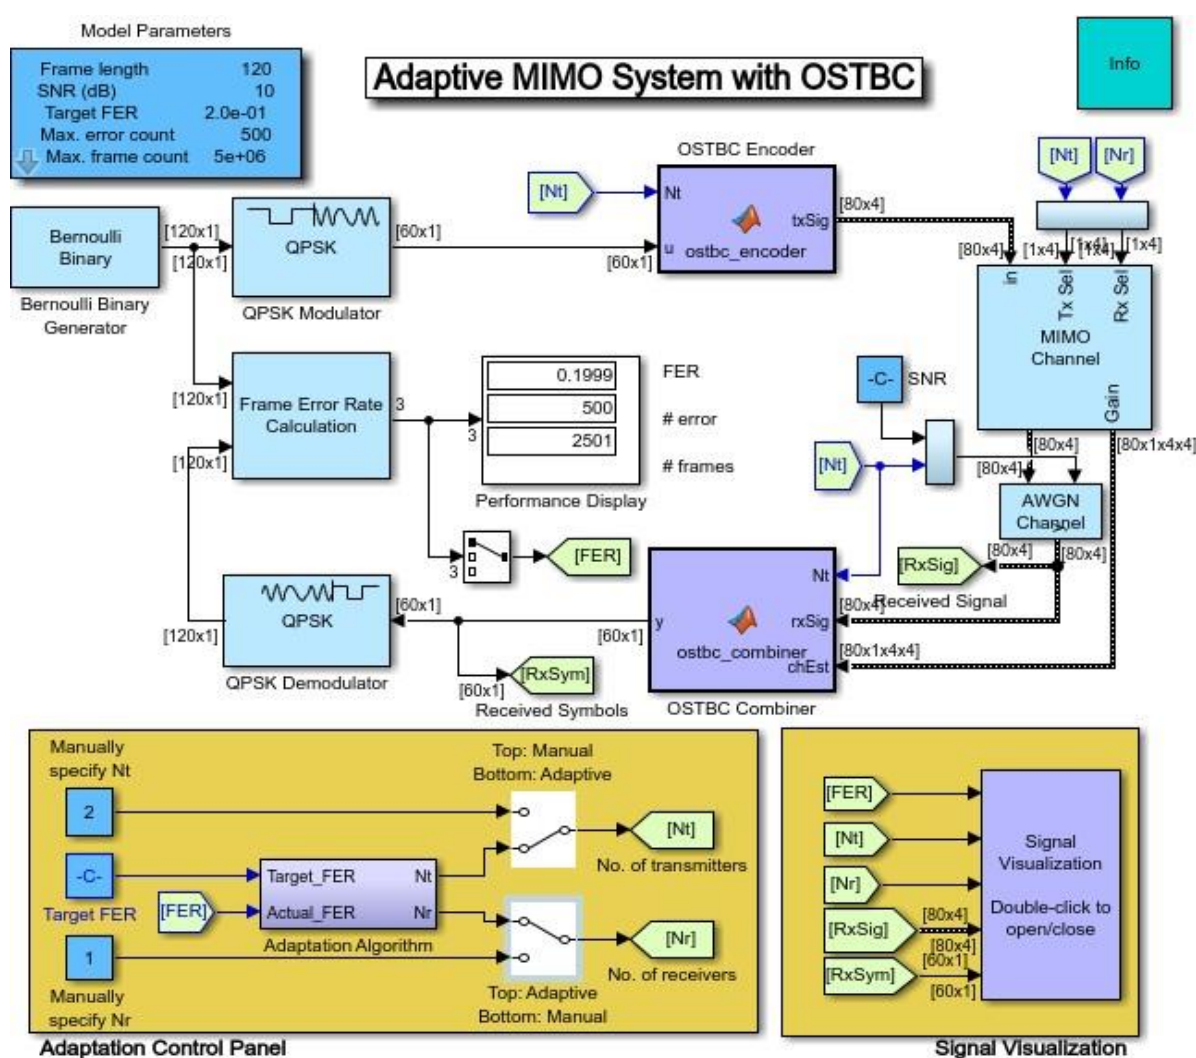 Model Parameters
Frame length 120
SNR (dB) 10
Target FER 2.0e-01
Max. error count 500
Max. frame count 5e+06
Adaptive MIMO System with OSTBC
Info
OSTBC Encoder
[Nt]
Nt
txSig
u
ostbc_encoder
[80x4]
[60x1]
[Nt]
[Nr]
[80x4]
[1x4]
[1x4]
[1x4]
Bernoulli
Binary
Bernoulli Binary
Generator
[120x1]
[120x1]
QPSK
QPSK Modulator
[60x1]
in
Tx Sel
Rx Sel
MIMO
Channel
Gain
[80x4]
[80x1x4x4]
[120x1]
Frame Error Rate
Calculation
[120x1]
3
3
0.1999
500
2501
FER
# error
# frames
Performance Display
-C-
SNR
[Nt]
[80x4]
AWGN
Channel
[80x4]
[80x4]
[RxSig]
Received Signal
3
[FER]
QPSK
QPSK Demodulator
[120x1]
[60x1]
[60x1]
[RxSym]
Received Symbols
[60x1]
Nt
y
rxSig
ostbc_combiner
chEst
OSTBC Combiner
[80x4]
[80x1x4x4]
Manually
specify Nt
2
-C-
Target FER
1
Manually
specify Nr
[FER]
Target_FER
Nt
Actual_FER
Nr
Adaptation Algorithm
Top: Manual
Bottom: Adaptive
[Nt]
No. of transmitters
[Nr]
No. of receivers
Top: Adaptive
Bottom: Manual
Adaptation Control Panel
[FER]
[Nt]
[Nr]
[RxSig]
[RxSym]
[80x4]
[80x4]
[60x1]
[60x1]
Signal
Visualization
Double-click to
open/close
Signal Visualization